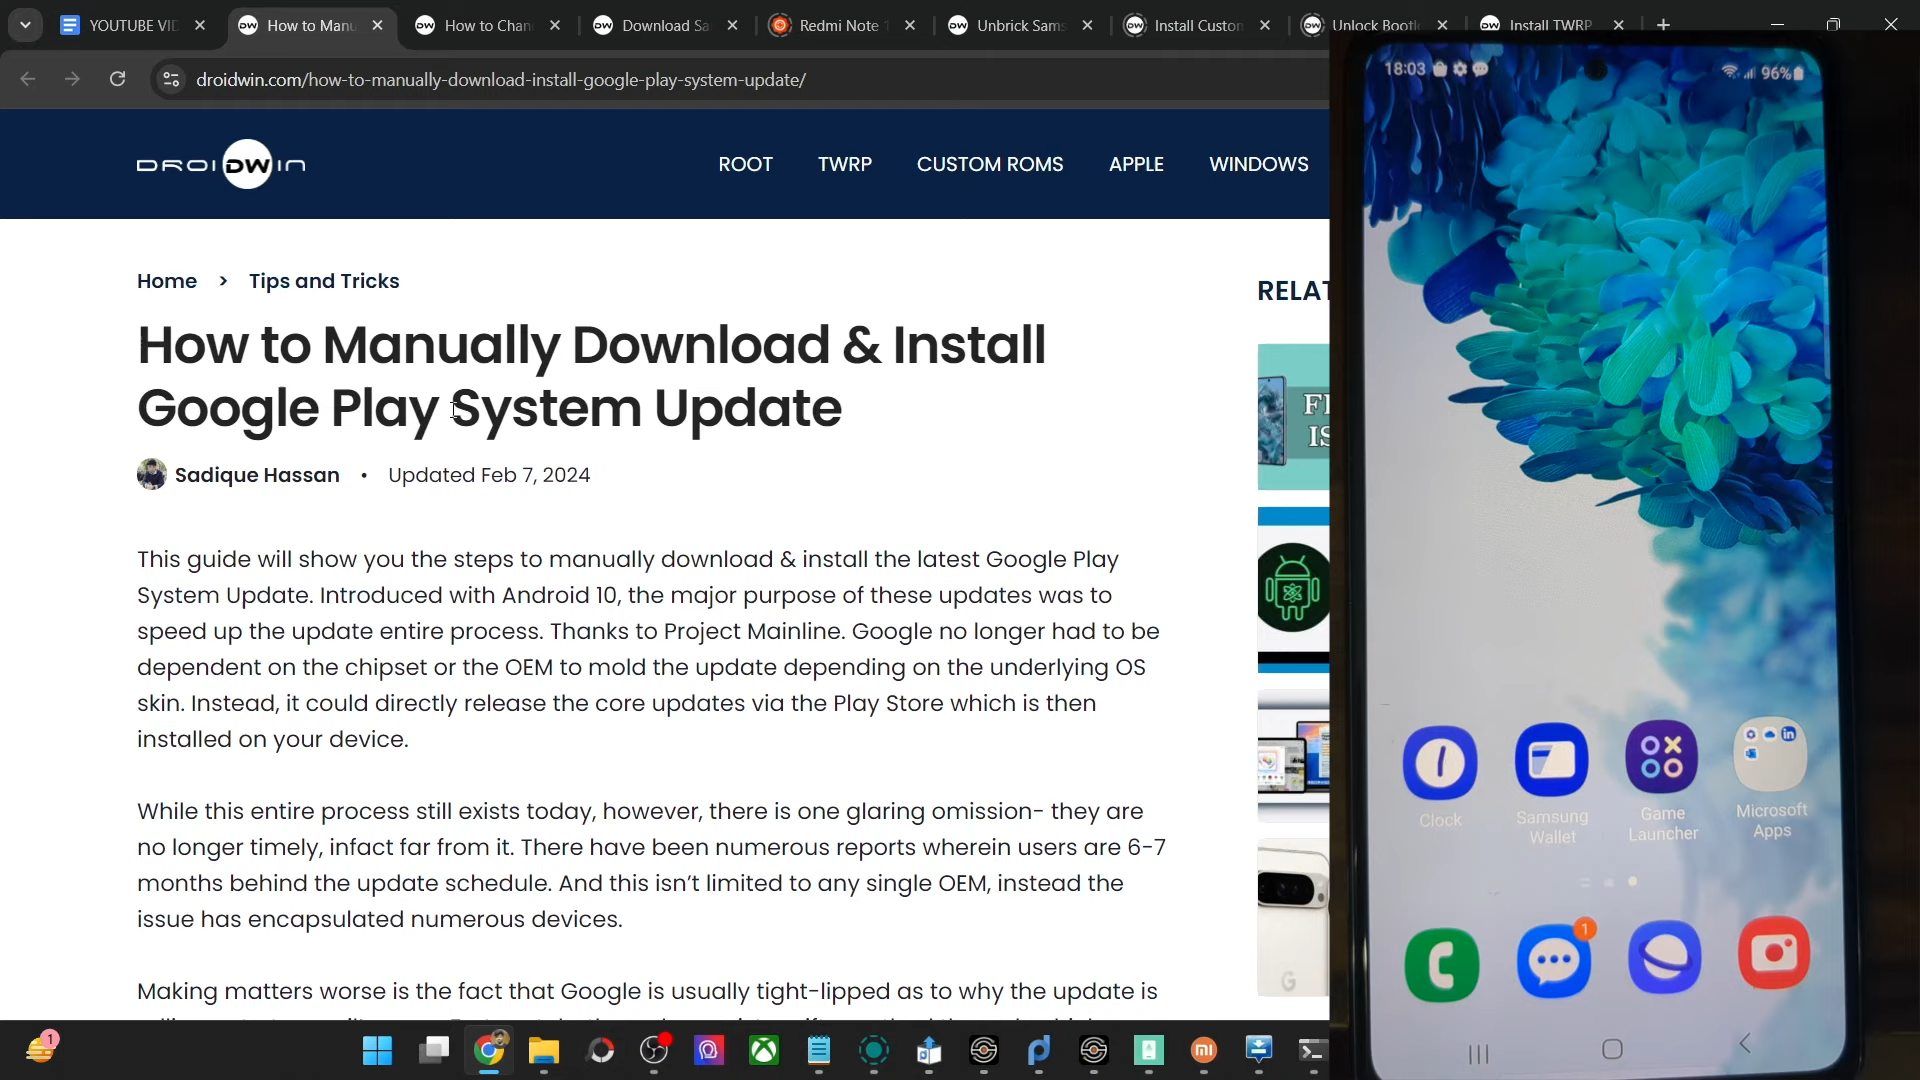 YOUTUBE VID
How to Manu
How to Chan
Download Sa
Redmi Note 1
Unbrick Sams
Install Custon
Unlock Bootl
Install TWRP
droidwin.com/how-to-manually-download-install-google-play-system-update/
DROIDWIN
ROOT
TWRP
CUSTOM ROMS
APPLE
WINDOWS
Home > Tips and Tricks
How to Manually Download & Install
Google Play System Update
Sadique Hassan • Updated Feb 7, 2024
This guide will show you the steps to manually download & install the latest Google Play
System Update. Introduced with Android 10, the major purpose of these updates was to
speed up the update entire process. Thanks to Project Mainline. Google no longer had to be
dependent on the chipset or the OEM to mold the update depending on the underlying OS
skin. Instead, it could directly release the core updates via the Play Store which is then
installed on your device.
While this entire process still exists today, however, there is one glaring omission- they are
no longer timely, infact far from it. There have been numerous reports wherein users are 6-7
months behind the update schedule. And this isn't limited to any single OEM, instead the
issue has encapsulated numerous devices.
Making matters worse is the fact that Google is usually tight-lipped as to why the update is
RELAT
FI
IS
G
18:03
96%
Clock
Samsung
Wallet
Game
Launcher
Microsoft
Apps
1
1